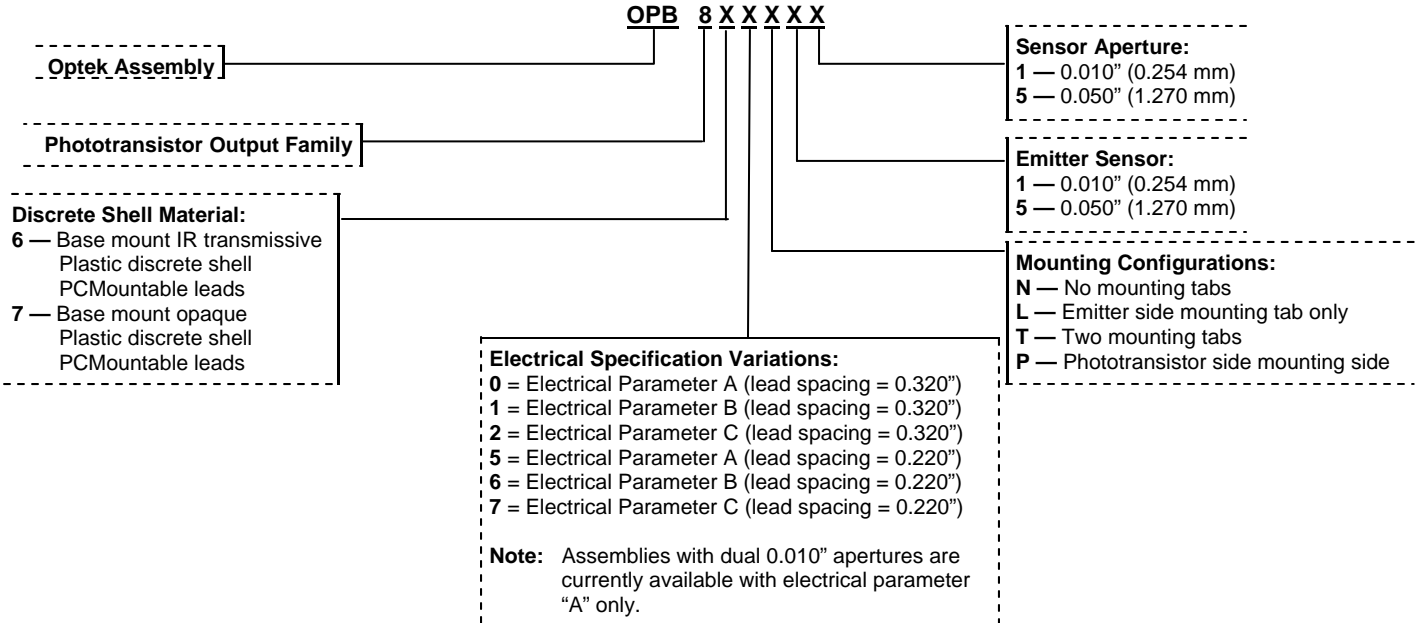 OPB 8 X X X X X
Optek Assembly
Phototransistor Output Family
Discrete Shell Material:
6 — Base mount IR transmissive
Plastic discrete shell
PCMountable leads
7 — Base mount opaque
Plastic discrete shell
PCMountable leads
Electrical Specification Variations:
0 = Electrical Parameter A (lead spacing = 0.320”)
1 = Electrical Parameter B (lead spacing = 0.320”)
2 = Electrical Parameter C (lead spacing = 0.320”)
5 = Electrical Parameter A (lead spacing = 0.220”)
6 = Electrical Parameter B (lead spacing = 0.220”)
7 = Electrical Parameter C (lead spacing = 0.220”)
Note: Assemblies with dual 0.010” apertures are
currently available with electrical parameter
“A” only.
Sensor Aperture:
1 — 0.010” (0.254 mm)
5 — 0.050” (1.270 mm)
Emitter Sensor:
1 — 0.010” (0.254 mm)
5 — 0.050” (1.270 mm)
Mounting Configurations:
N — No mounting tabs
L — Emitter side mounting tab only
T — Two mounting tabs
P — Phototransistor side mounting side